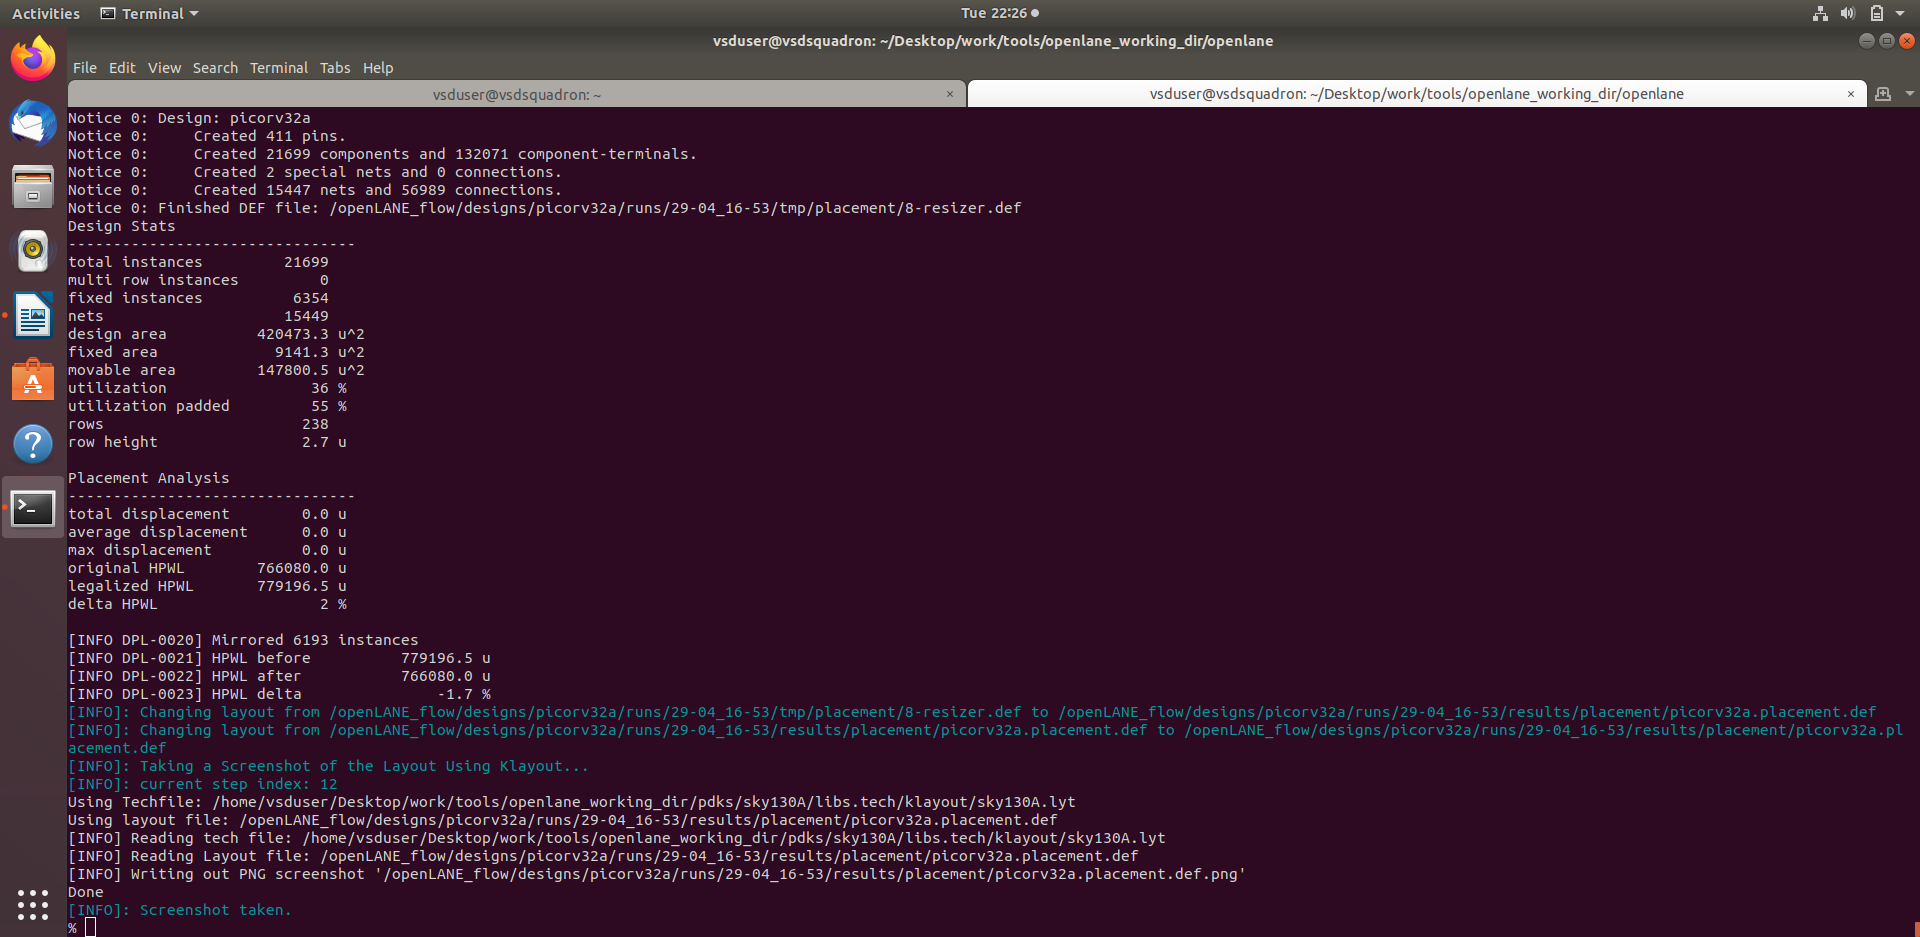 Activities Terminal Tue 22:26
vsduser@vsdsquadron: ~/Desktop/work/tools/openlane_working_dir/openlane
File Edit View Search Terminal Tabs Help
vsduser@vsdsquadron: ~ × vsduser@vsdsquadron: ~/Desktop/work/tools/openlane_working_dir/openlane ×
Notice 0: Design: picorv32a
Notice 0:     Created 411 pins.
Notice 0:     Created 21699 components and 132071 component-terminals.
Notice 0:     Created 2 special nets and 0 connections.
Notice 0:     Created 15447 nets and 56989 connections.
Notice 0: Finished DEF file: /openLANE_flow/designs/picorv32a/runs/29-04_16-53/tmp/placement/8-resizer.def
Design Stats
--------------------------------
total instances         21699
multi row instances         0
fixed instances          6354
nets                    15449
design area          420473.3 u^2
fixed area             9141.3 u^2
movable area         147800.5 u^2
utilization                36 %
utilization padded         55 %
rows                      238
row height                2.7 u
Placement Analysis
--------------------------------
total displacement        0.0 u
average displacement      0.0 u
max displacement          0.0 u
original HPWL        766080.0 u
legalized HPWL       779196.5 u
delta HPWL                  2 %
[INFO DPL-0020] Mirrored 6193 instances
[INFO DPL-0021] HPWL before          779196.5 u
[INFO DPL-0022] HPWL after           766080.0 u
[INFO DPL-0023] HPWL delta               -1.7 %
[INFO]: Changing layout from /openLANE_flow/designs/picorv32a/runs/29-04_16-53/tmp/placement/8-resizer.def to /openLANE_flow/designs/picorv32a/runs/29-04_16-53/results/placement/picorv32a.placement.def
[INFO]: Changing layout from /openLANE_flow/designs/picorv32a/runs/29-04_16-53/results/placement/picorv32a.placement.def to /openLANE_flow/designs/picorv32a/runs/29-04_16-53/results/placement/picorv32a.pl
acement.def
[INFO]: Taking a Screenshot of the Layout Using Klayout...
[INFO]: current step index: 12
Using Techfile: /home/vsduser/Desktop/work/tools/openlane_working_dir/pdks/sky130A/libs.tech/klayout/sky130A.lyt
Using layout file: /openLANE_flow/designs/picorv32a/runs/29-04_16-53/results/placement/picorv32a.placement.def
[INFO] Reading tech file: /home/vsduser/Desktop/work/tools/openlane_working_dir/pdks/sky130A/libs.tech/klayout/sky130A.lyt
[INFO] Reading Layout file: /openLANE_flow/designs/picorv32a/runs/29-04_16-53/results/placement/picorv32a.placement.def
[INFO] Writing out PNG screenshot '/openLANE_flow/designs/picorv32a/runs/29-04_16-53/results/placement/picorv32a.placement.def.png'
Done
[INFO]: Screenshot taken.
%